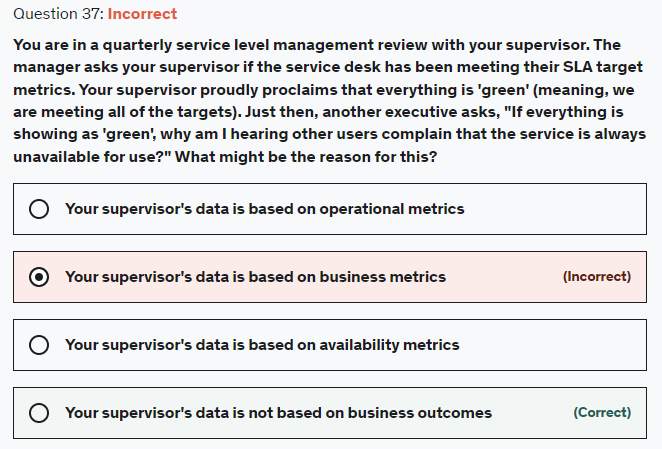 Question 37: Incorrect
You are in a quarterly service level management review with your supervisor. The
manager asks your supervisor if the service desk has been meeting their SLA target
metrics. Your supervisor proudly proclaims that everything is 'green' (meaning, we
are meeting all of the targets). Just then, another executive asks, "If everything is
showing as 'green', why am I hearing other users complain that the service is always
unavailable for use?" What might be the reason for this?
Your supervisor's data is based on operational metrics
Your supervisor's data is based on business metrics (Incorrect)
Your supervisor's data is based on availability metrics
Your supervisor's data is not based on business outcomes (Correct)